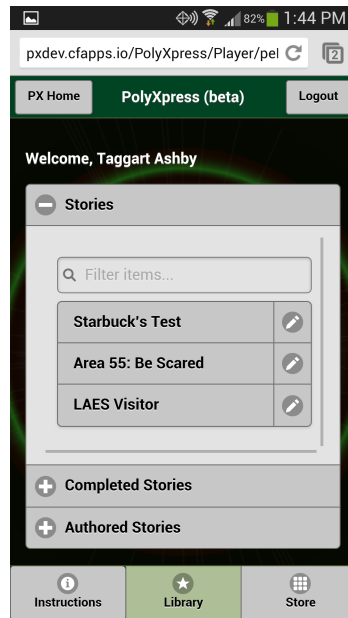 82% 1:44 PM
pxdev.cfapps.io/PolyXpress/Player/pel
2
PX Home PolyXpress (beta) Logout
Welcome, Taggart Ashby
Stories
Filter items...
Starbuck's Test
Area 55: Be Scared
LAES Visitor
Completed Stories
Authored Stories
Instructions Library Store